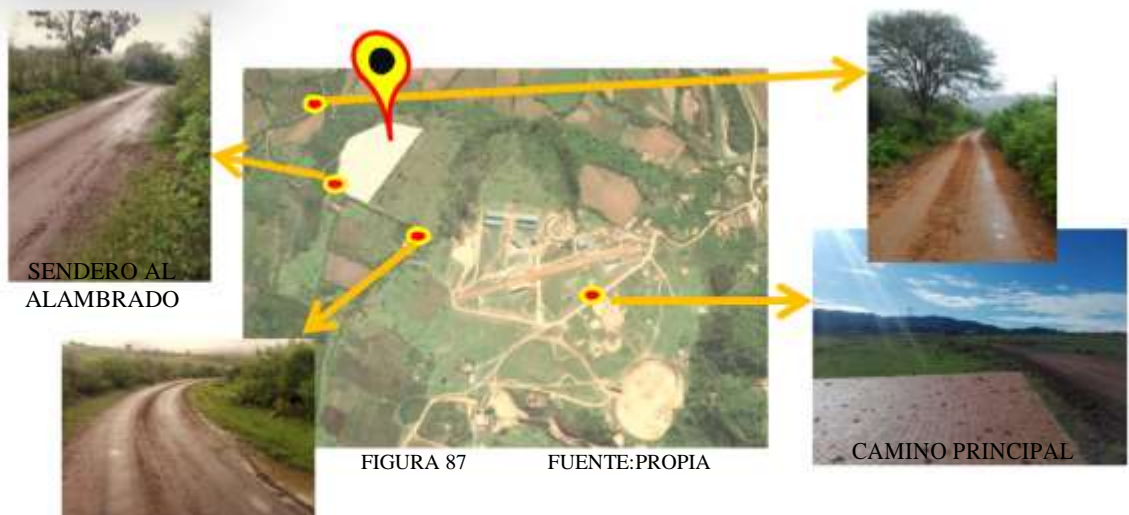 SENDERO AL
ALAMBRADO
FIGURA 87 FUENTE:PROPIA
CAMINO PRINCIPAL